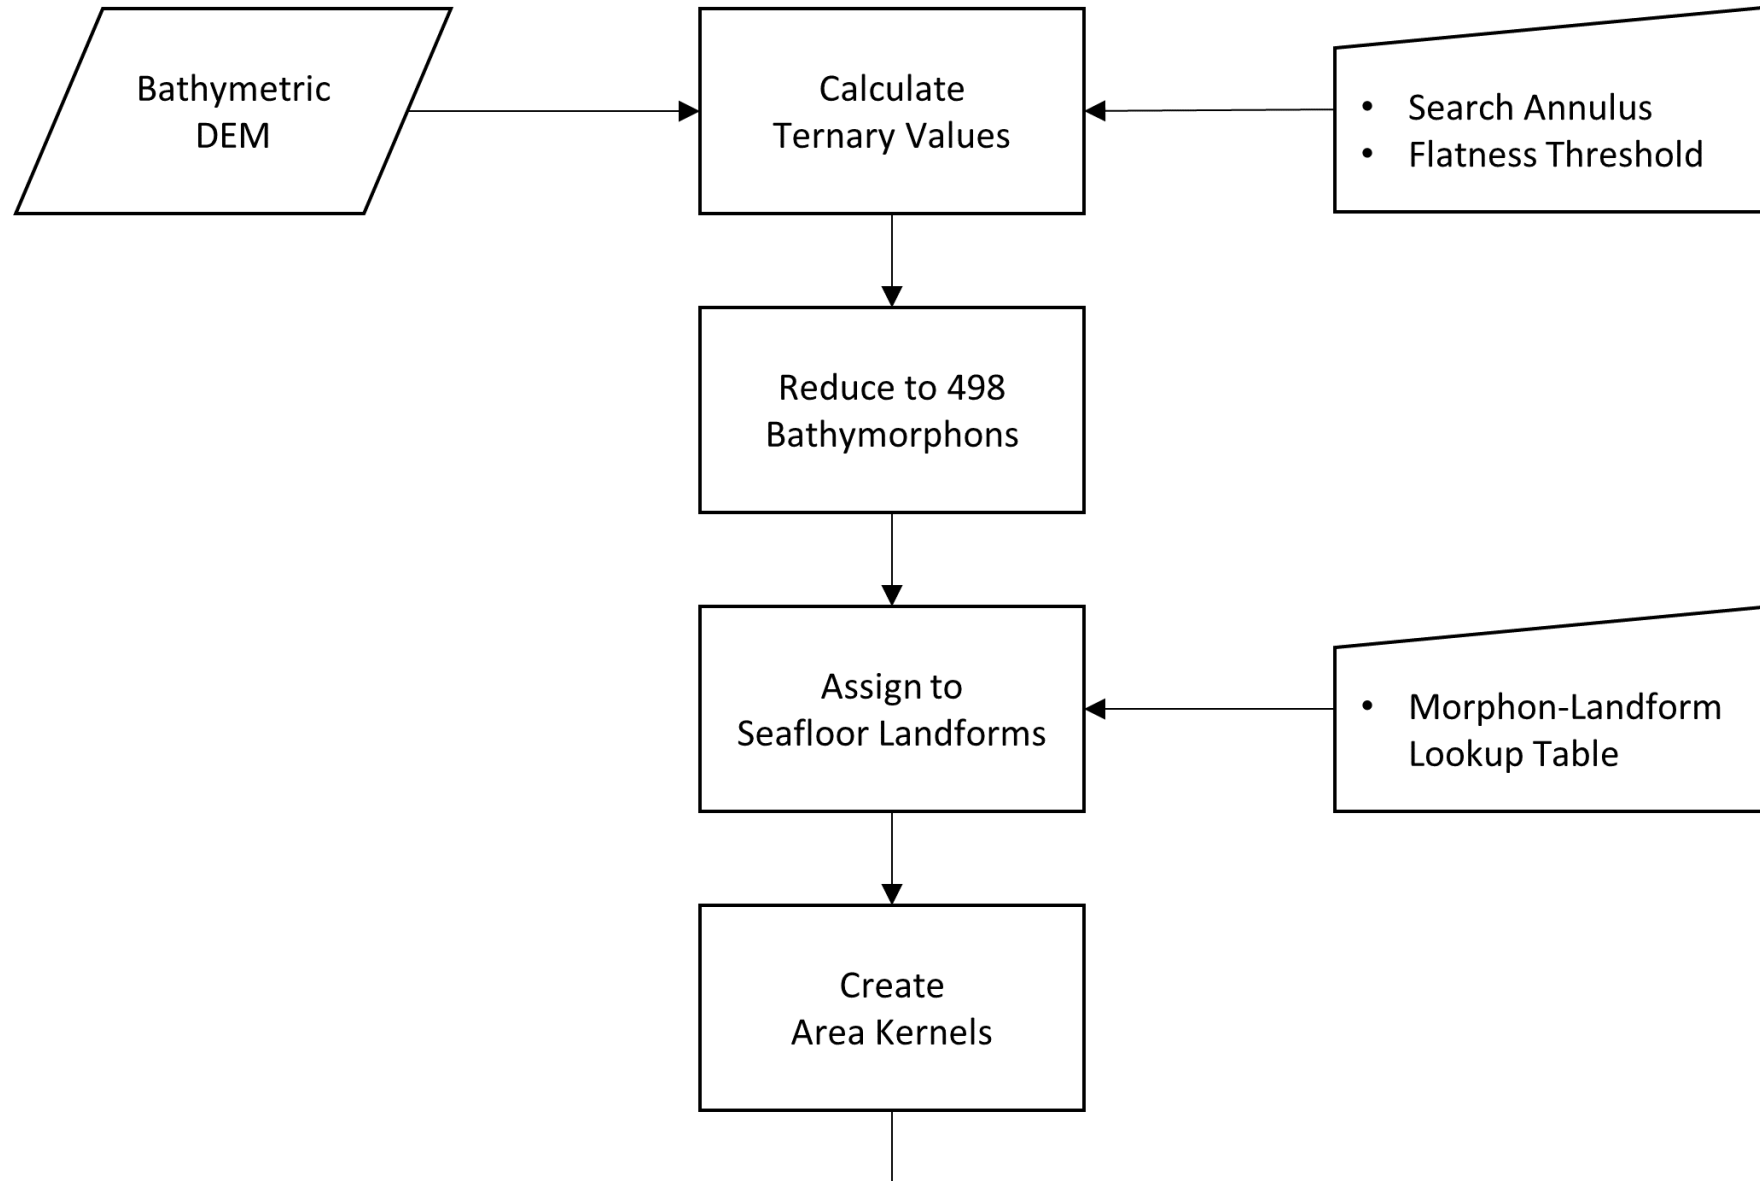 Bathymetric
DEM
Calculate
Ternary Values
• Search Annulus
• Flatness Threshold
Reduce to 498
Bathymorphons
Assign to
Seafloor Landforms
• Morphon-Landform
Lookup Table
Create
Area Kernels